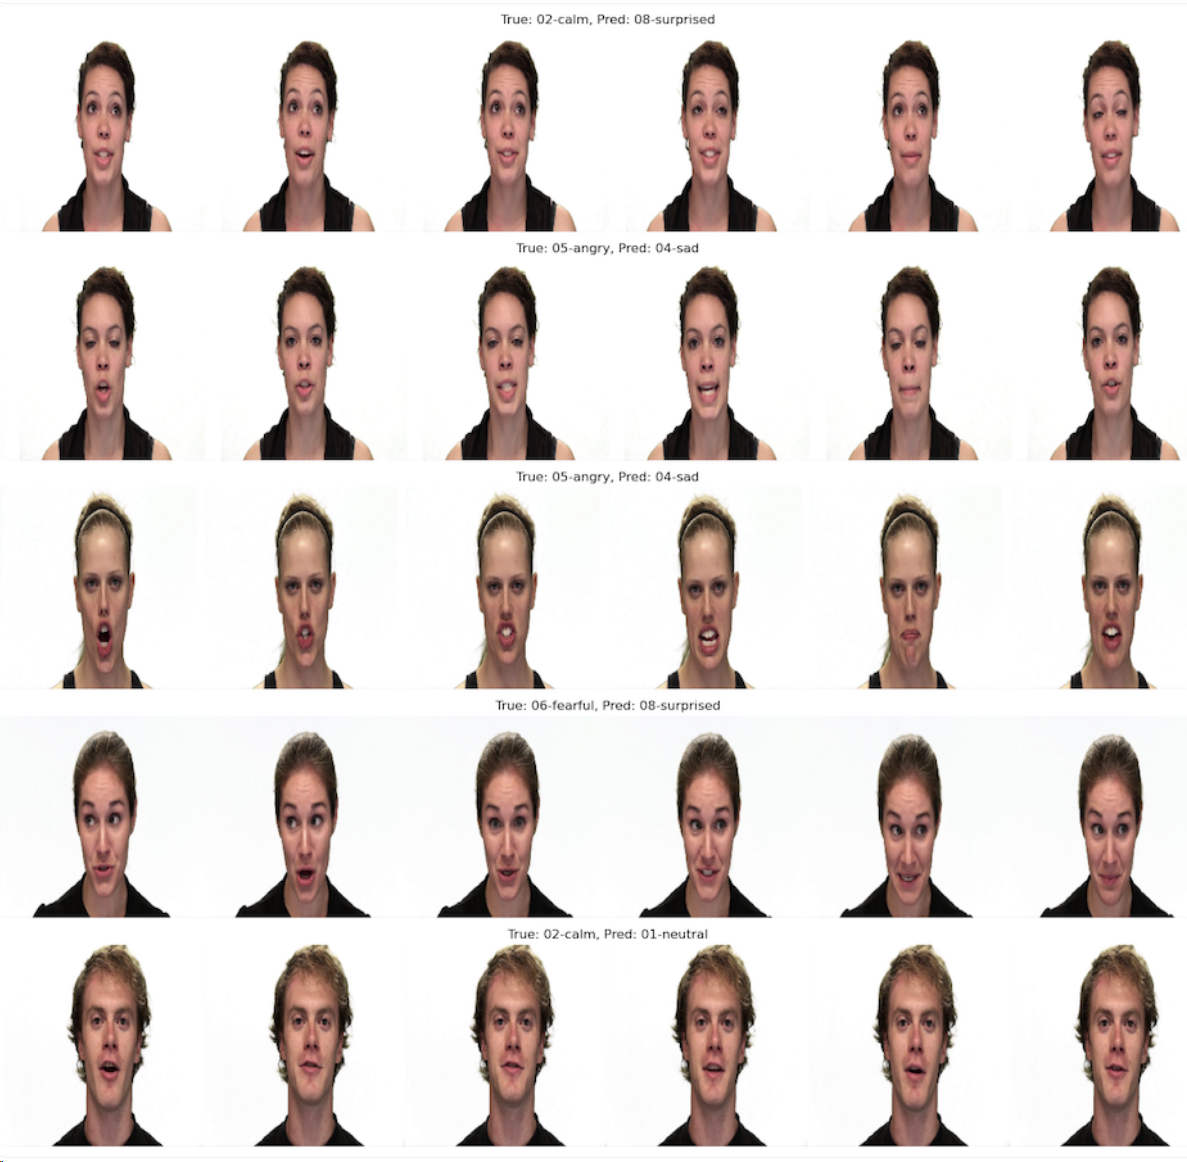 True: 02-calm, Pred: 08-surprised
True: 05-angry, Pred: 04-sad
True: 05-angry, Pred: 04-sad
True: 06-fearful, Pred: 08-surprised
True: 02-calm, Pred: 01-neutral